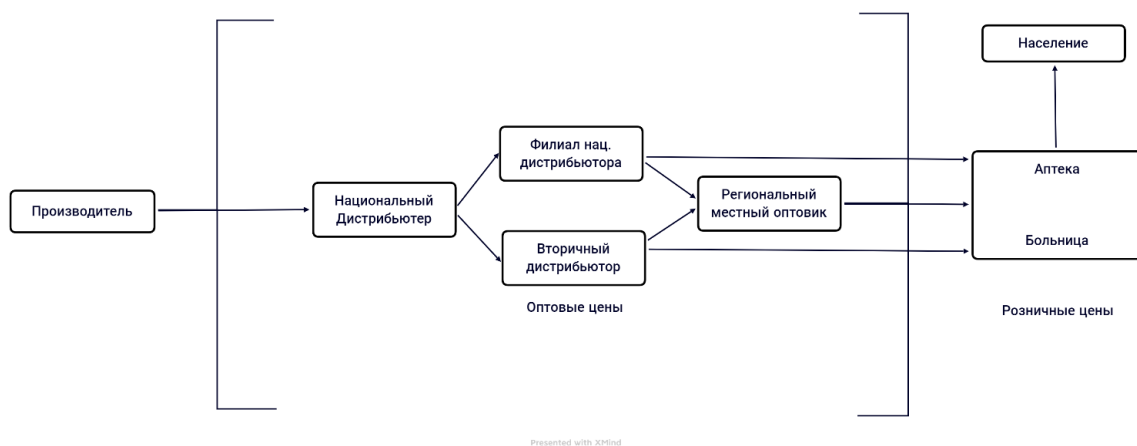 Население
Филиал нац.
дистрибьютора
Аптека
Производитель
Национальный
Дистрибьютер
Региональный
местный оптовик
Больница
Вторичный
дистрибьютор
Оптовые цены
Розничные цены
Presented with XMind